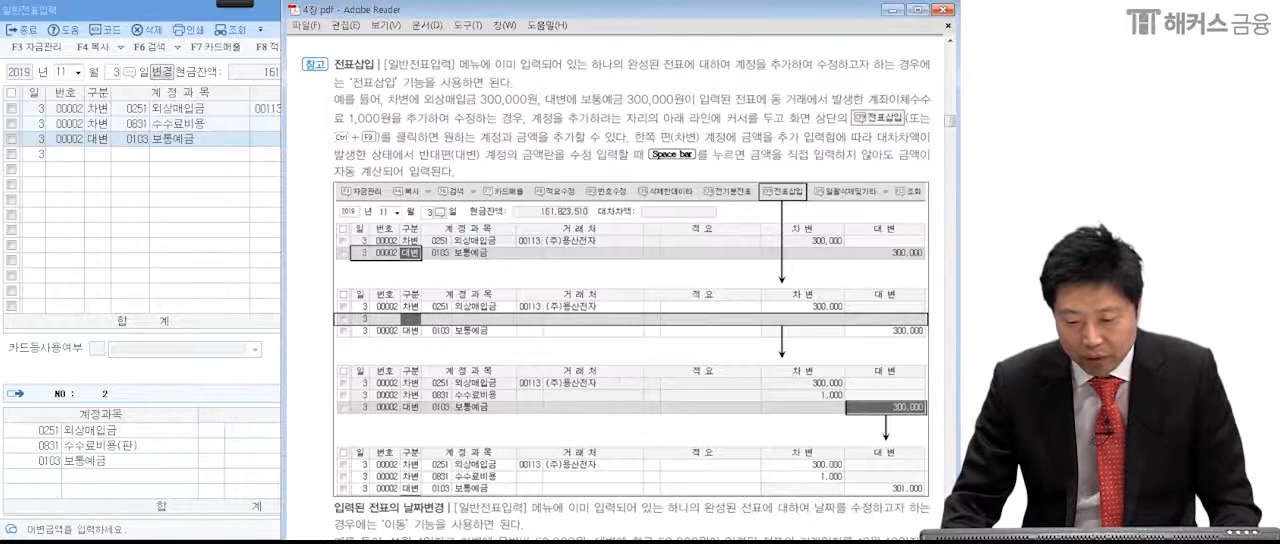 일반전표입력
종료 도움 코드 삭제 인쇄 조회
F3 자금관리 F4 복사 F6 검색 F7 카드매출 F8 적
2019 년 11 월 3 일 변경 현금잔액: 161
일 번호 구분 계 정 과 목
3 00002 차변 0251 외상매입금 00113
3 00002 차변 0831 수수료비용
3 00002 대변 0103 보통예금
3
합 계
카드등사용여부
NO : 2
계정과목
0251 외상매입금
0831 수수료비용(판)
0103 보통예금
합 계
대변금액을 입력하세요.
4장.pdf - Adobe Reader
파일(F) 편집(E) 보기(V) 문서(D) 도구(T) 창(W) 도움말(H)
참고 전표삽입 | [일반전표입력] 메뉴에 이미 입력되어 있는 하나의 완성된 전표에 대하여 계정을 추가하여 수정하고자 하는 경우에
는 ‘전표삽입’ 기능을 사용하면 된다.
예를 들어, 차변에 외상매입금 300,000원, 대변에 보통예금 300,000원이 입력된 전표에 동 거래에서 발생한 계좌이체수수
료 1,000원을 추가하여 수정하는 경우, 계정을 추가하려는 자리의 아래 라인에 커서를 두고 화면 상단의 전표삽입(또는
Ctrl + F9)를 클릭하면 원하는 계정과 금액을 추가할 수 있다. 한쪽 편(차변) 계정에 금액을 추가 입력함에 따라 대차차액이
발생한 상태에서 반대편(대변) 계정의 금액란을 수정 입력할 때 Space bar를 누르면 금액을 직접 입력하지 않아도 금액이
자동 계산되어 입력된다.
F3 자금관리 F4 복사 F6 검색 F7 카드매출 F8 적요수정 번호수정 삭제한데이타 전기분전표 전표삽입 일괄삭제및기타 조회
2019 년 11 월 3 일 현금잔액: 161,823,510 대차차액:
일 번호 구분 계 정 과 목 거 래 처 적 요 차 변 대 변
3 00002 차변 0251 외상매입금 00113 (주)용산전자 300,000
3 00002 대변 0103 보통예금 300,000
일 번호 구분 계 정 과 목 거 래 처 적 요 차 변 대 변
3 00002 차변 0251 외상매입금 00113 (주)용산전자 300,000
3
3 00002 대변 0103 보통예금 300,000
일 번호 구분 계 정 과 목 거 래 처 적 요 차 변 대 변
3 00002 차변 0251 외상매입금 00113 (주)용산전자 300,000
3 00002 차변 0831 수수료비용 1,000
3 00002 대변 0103 보통예금 300,000
일 번호 구분 계 정 과 목 거 래 처 적 요 차 변 대 변
3 00002 차변 0251 외상매입금 00113 (주)용산전자 300,000
3 00002 차변 0831 수수료비용 1,000
3 00002 대변 0103 보통예금 301,000
입력된 전표의 날짜변경 | [일반전표입력] 메뉴에 이미 입력되어 있는 하나의 완성된 전표에 대하여 날짜를 수정하고자 하는
경우에는 ‘이동’ 기능을 사용하면 된다.
해커스 금융